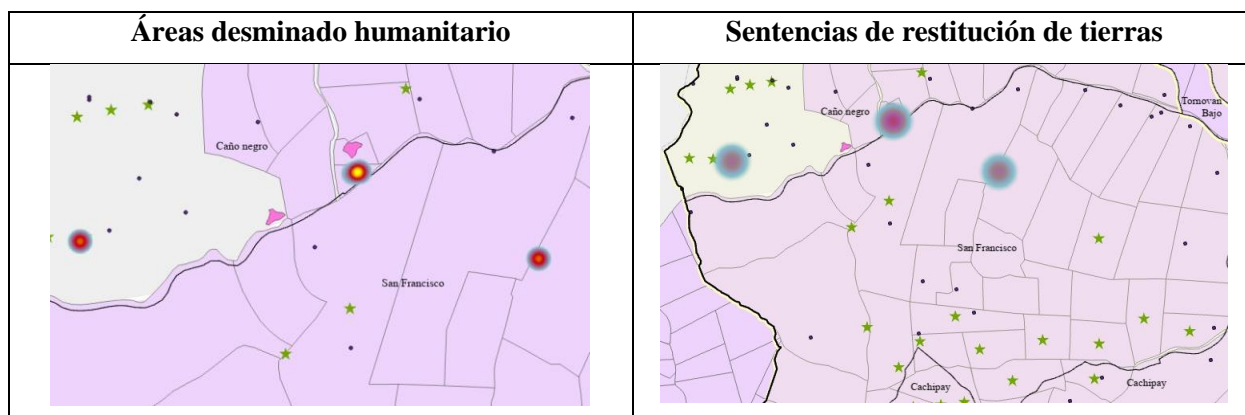 Áreas desminado humanitario
Sentencias de restitución de tierras
Caño negro
San Francisco
Caño negro
Tomovan
Bajo
San Francisco
Cachipay
Cachipay